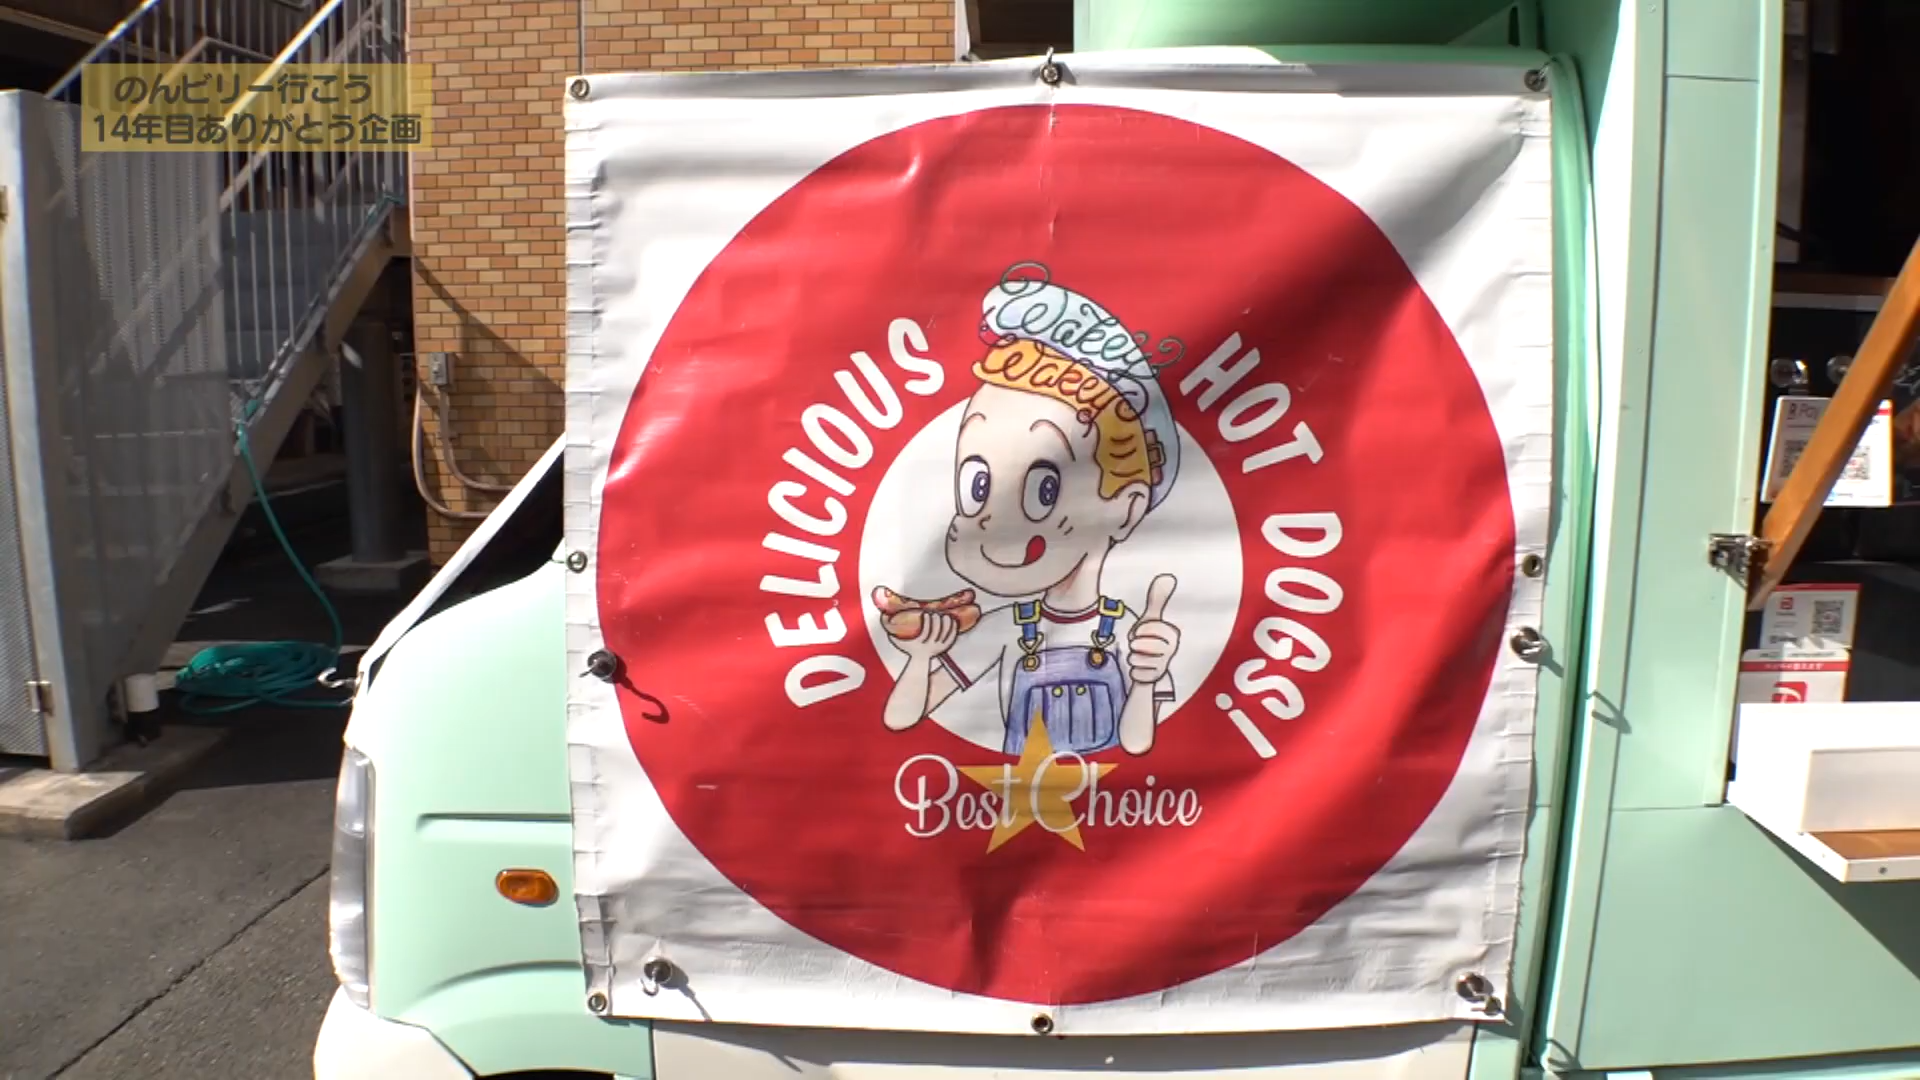 のんビリー行こう
14年目ありがとう企画
Wakey
Wakey
DELICIOUS HOT DOGS!
Best Choice
R Pay